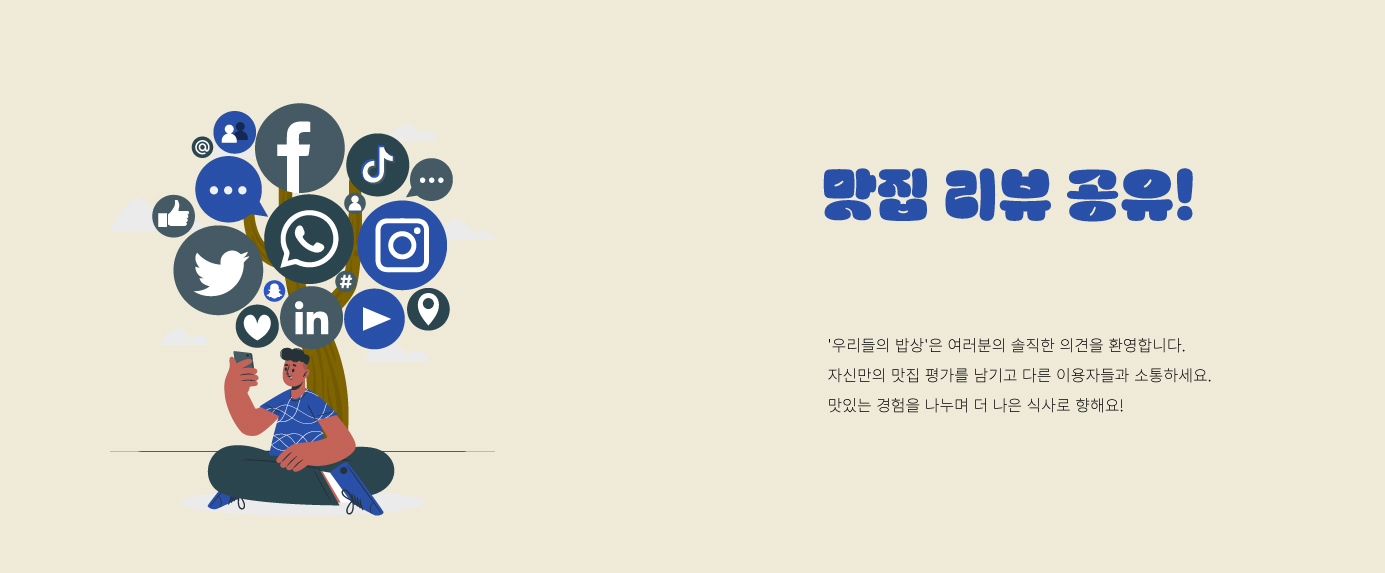 맛집 리뷰 공유!
'우리들의 밥상'은 여러분의 솔직한 의견을 환영합니다.
자신만의 맛집 평가를 남기고 다른 이용자들과 소통하세요.
맛있는 경험을 나누며 더 나은 식사로 향해요!